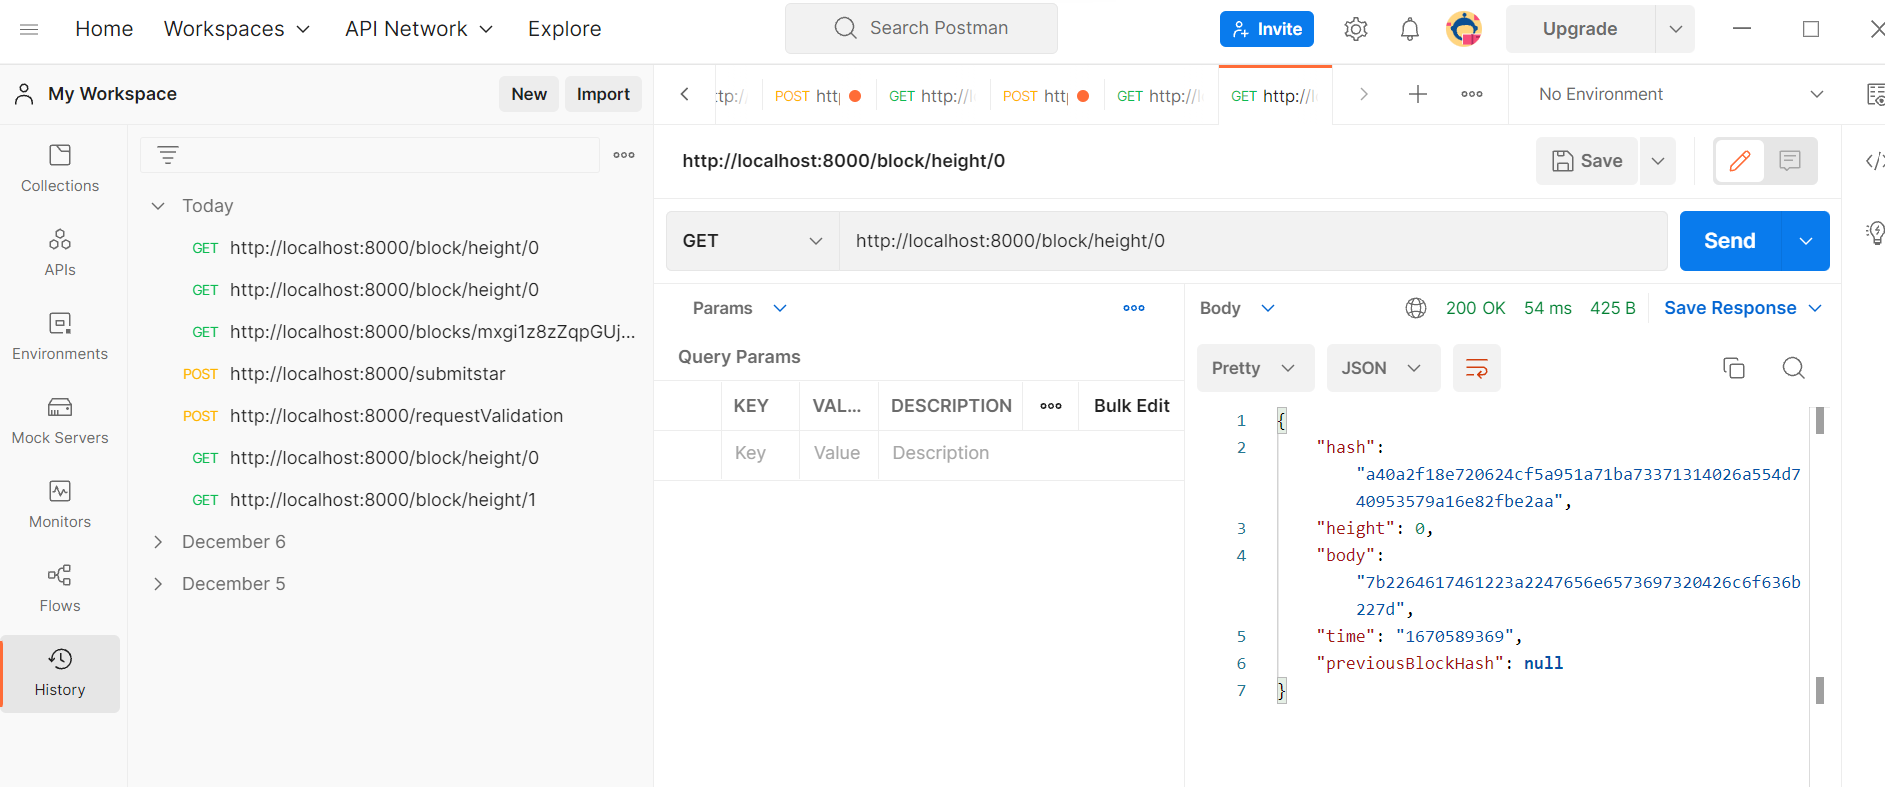 Home Workspaces API Network Explore Search Postman Invite Upgrade
My Workspace New Import
POST GET http:// POST GET http:// GET http:// No Environment
Collections
APIs
Environments
Mock Servers
Monitors
Flows
History
Today
GET http://localhost:8000/block/height/0
GET http://localhost:8000/block/height/0
GET http://localhost:8000/blocks/mxgi1z8zZqpGUj...
POST http://localhost:8000/submitstar
POST http://localhost:8000/requestValidation
GET http://localhost:8000/block/height/0
GET http://localhost:8000/block/height/1
December 6
December 5
http://localhost:8000/block/height/0 Save
GET http://localhost:8000/block/height/0 Send
Params
Query Params
KEY VAL... DESCRIPTION Bulk Edit
Key Value Description
Body 200 OK 54 ms 425 B Save Response
Pretty JSON
1 {
2 "hash":
"a40a2f18e720624cf5a951a71ba73371314026a554d7
40953579a16e82fbe2aa",
3 "height": 0,
4 "body":
"7b2264617461223a2247656e6573697320426c6f636b
227d",
5 "time": "1670589369",
6 "previousBlockHash": null
7 }